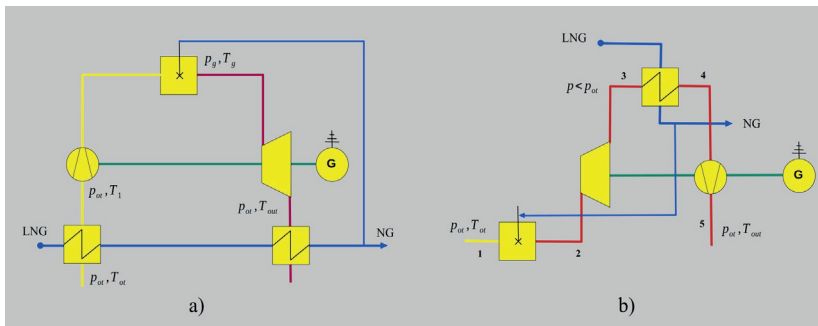 p_g, T_g
G
p_ot, T_1
p_ot, T_out
LNG
NG
p_ot, T_ot
a)
LNG
3
4
p < p_ot
NG
G
p_ot, T_ot
1
2
5
p_ot, T_out
b)